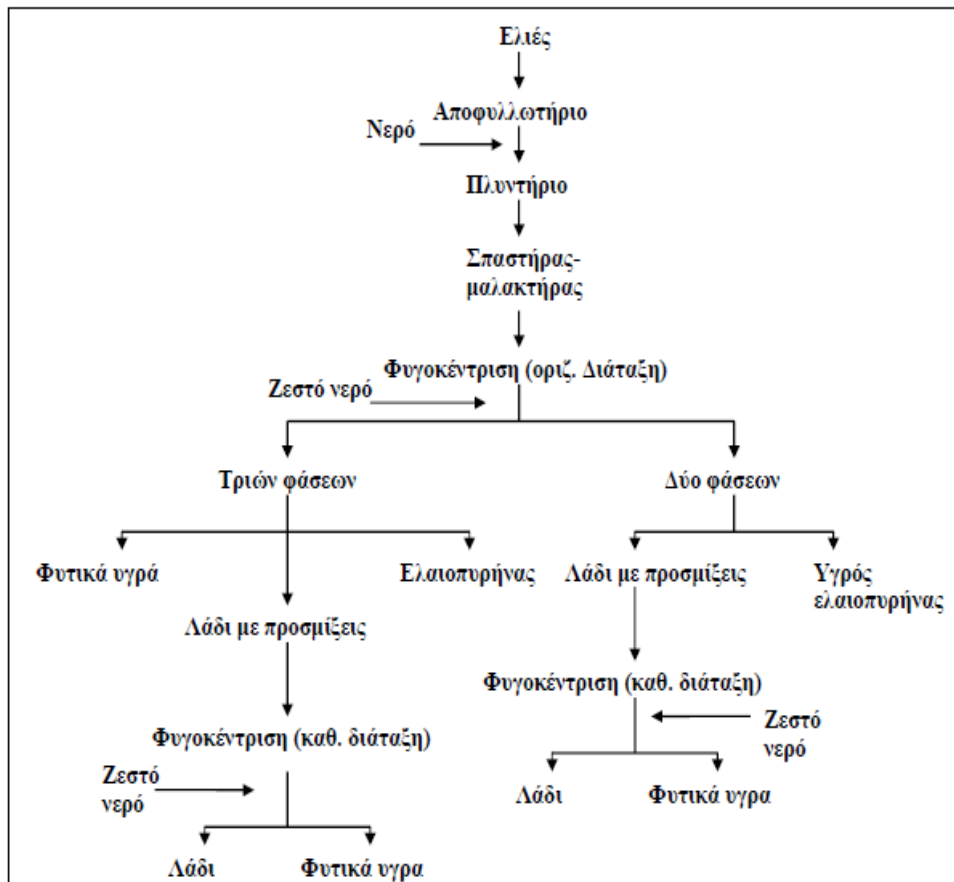 Ελιές
Αποφυλλωτήριο
Νερό
Πλυντήριο
Σπαστήρας-
μαλακτήρας
Φυγοκέντριση (οριζ. Διάταξη)
Ζεστό νερό
Τριών φάσεων
Δύο φάσεων
Φυτικά υγρά
Ελαιοπυρήνας
Λάδι με προσμίξεις
Υγρός
ελαιοπυρήνας
Λάδι με προσμίξεις
Φυγοκέντριση (καθ. διάταξη)
Ζεστό
νερό
Φυγοκέντριση (καθ. διάταξη)
Ζεστό
νερό
Λάδι
Φυτικά υγρα
Λάδι
Φυτικά υγρα